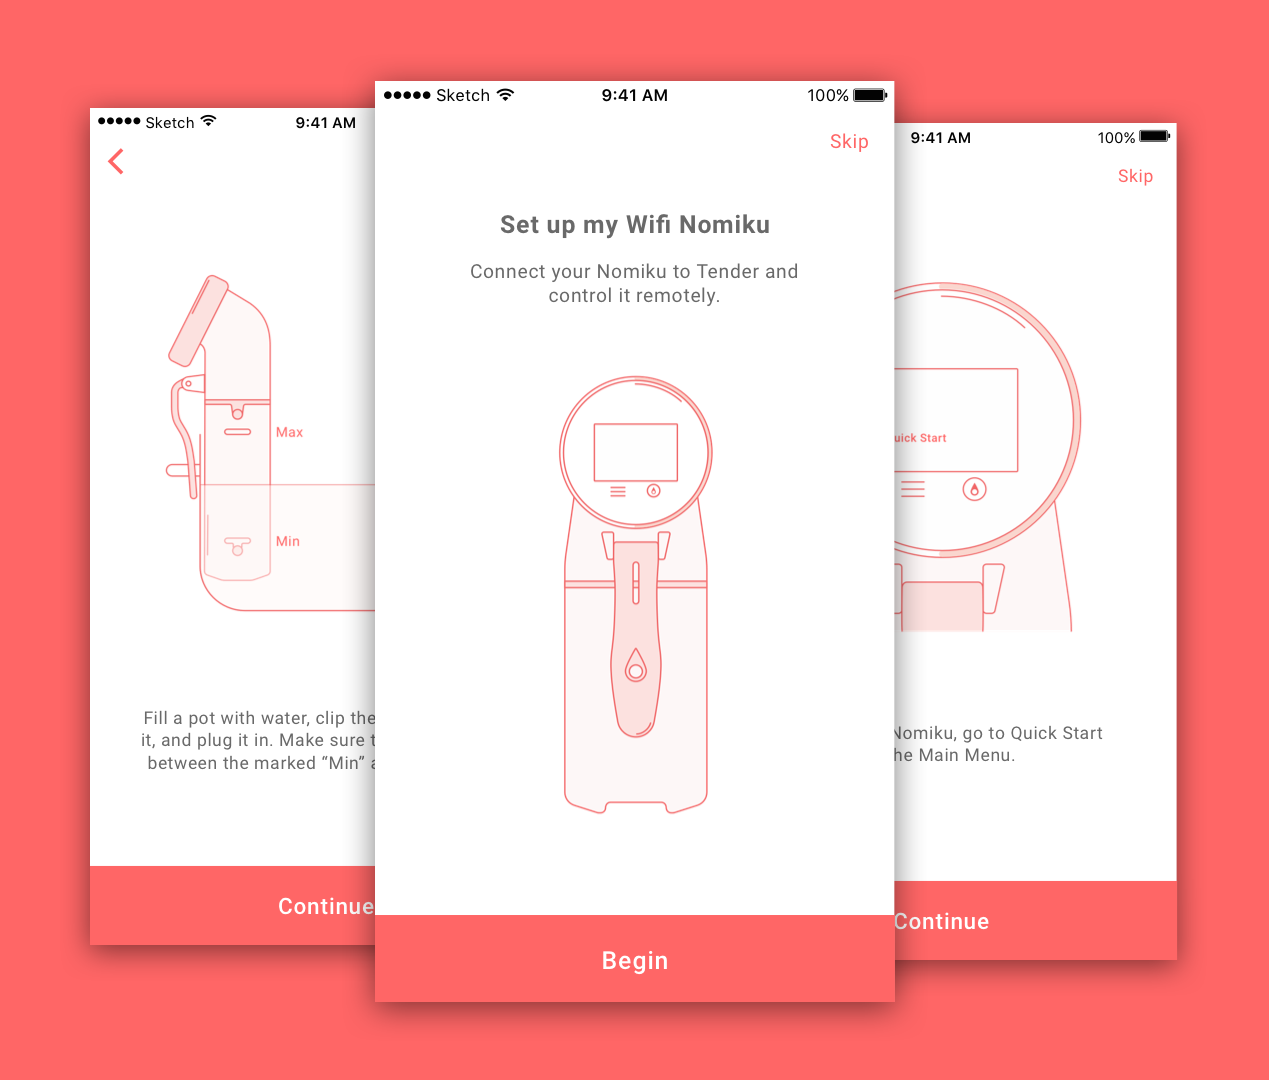 Sketch
9:41 AM
Max
Min
Fill a pot with water, clip the
it, and plug it in. Make sure
between the marked “Min”
Continue
Sketch
9:41 AM
100%
Skip
Set up my Wifi Nomiku
Connect your Nomiku to Tender and
control it remotely.
Begin
9:41 AM
100%
Skip
uick Start
Nomiku, go to Quick Start
he Main Menu.
Continue